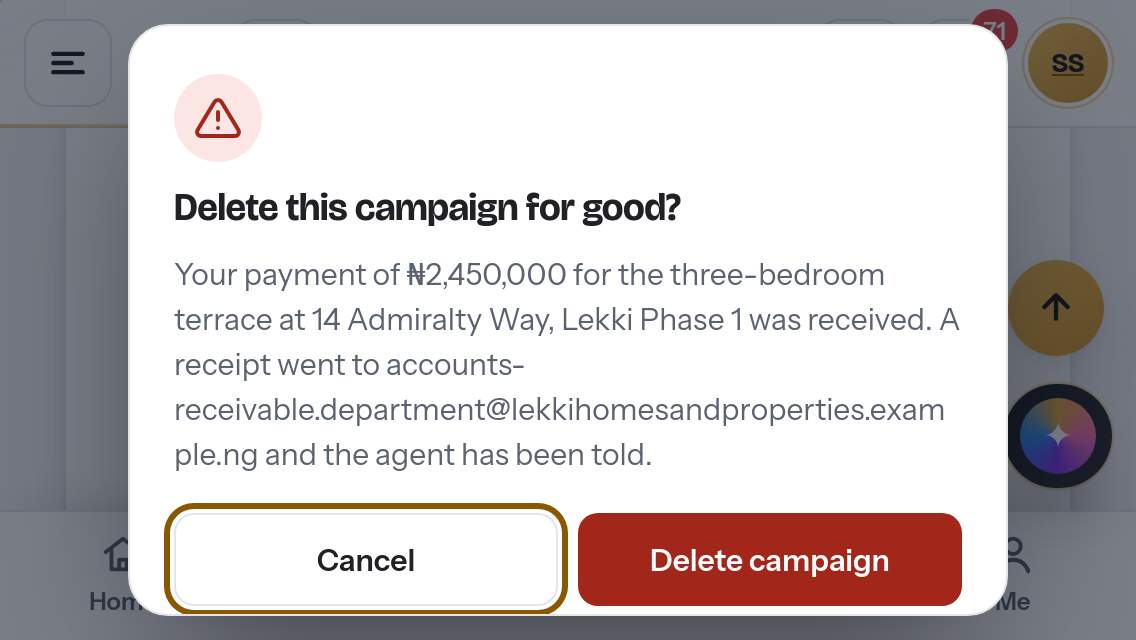 71
SS
Delete this campaign for good?
Your payment of ₦2,450,000 for the three-bedroom
terrace at 14 Admiralty Way, Lekki Phase 1 was received. A
receipt went to accounts-
receivable.department@lekkihomesandproperties.exam
ple.ng and the agent has been told.
Cancel
Delete campaign
Me